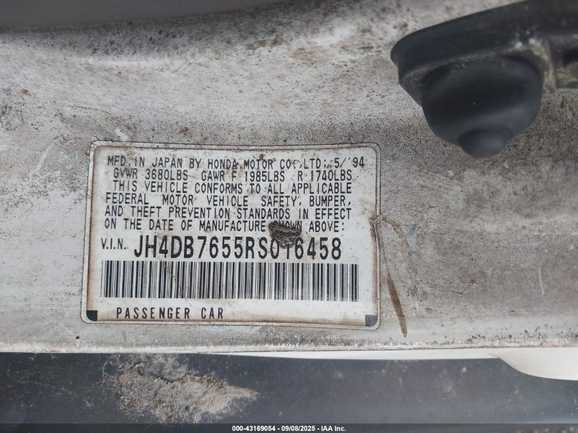 MFD. IN JAPAN BY HONDA MOTOR CO., LTD; 5/'94
GVWR 3680LBS GAWR F 1985LBS R 1740LBS
THIS VEHICLE CONFORMS TO ALL APPLICABLE
FEDERAL MOTOR VEHICLE SAFETY, BUMPER,
AND THEFT PREVENTION STANDARDS IN EFFECT
ON THE DATE OF MANUFACTURE SHOWN ABOVE.
V.I.N. JH4DB7655RS016458
PASSENGER CAR
000-43169054 - 09/08/2025 - IAA Inc.